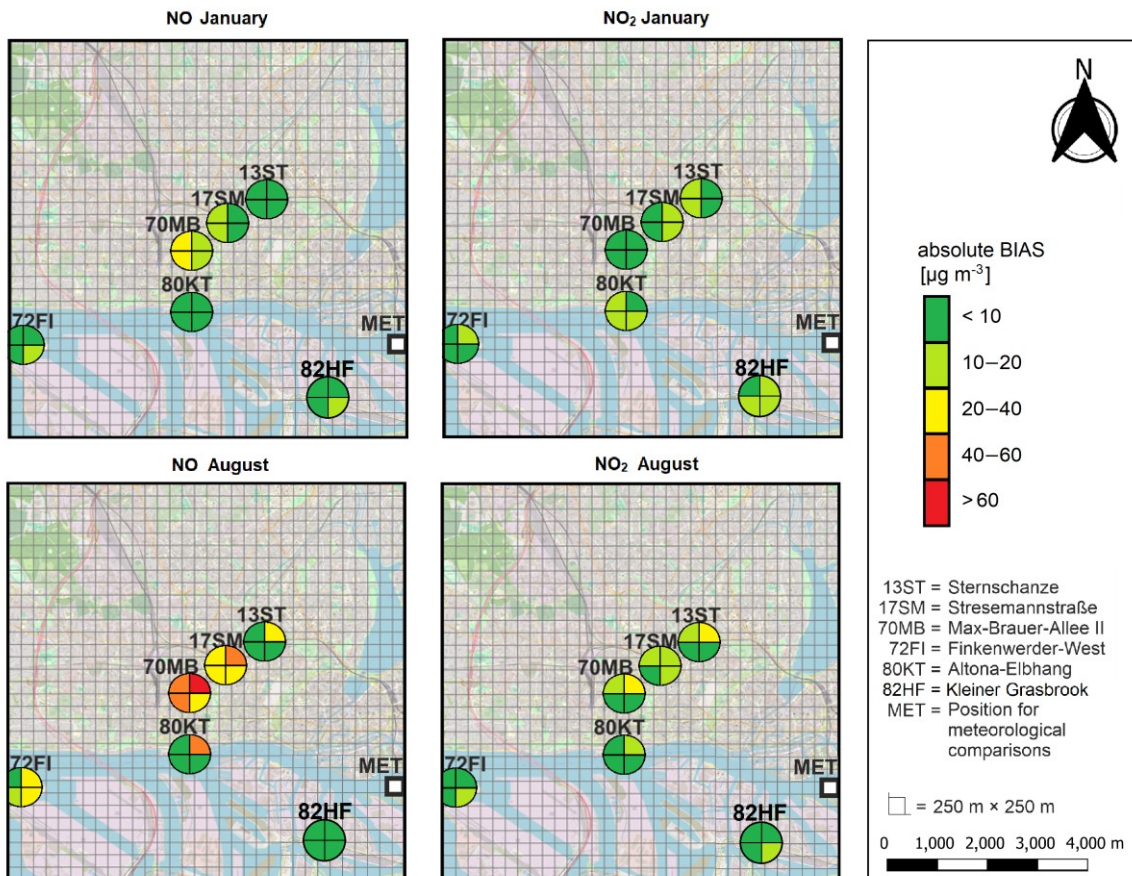 NO January
13ST
17SM
70MB
80KT
72FI
MET
82HF
NO₂ January
13ST
17SM
70MB
80KT
72FI
MET
82HF
NO August
13ST
17SM
70MB
80KT
72FI
MET
82HF
NO₂ August
13ST
17SM
70MB
80KT
72FI
MET
82HF
N
absolute BIAS
[µg m⁻³]
< 10
10–20
20–40
40–60
>60
13ST = Sternschanze
17SM = Stresemannstraße
70MB = Max-Brauer-Allee II
72FI = Finkenwerder-West
80KT = Altona-Elbhang
82HF = Kleiner Grasbrook
MET = Position for
meteorological
comparisons
= 250 m × 250 m
0 1,000 2,000 3,000 4,000 m